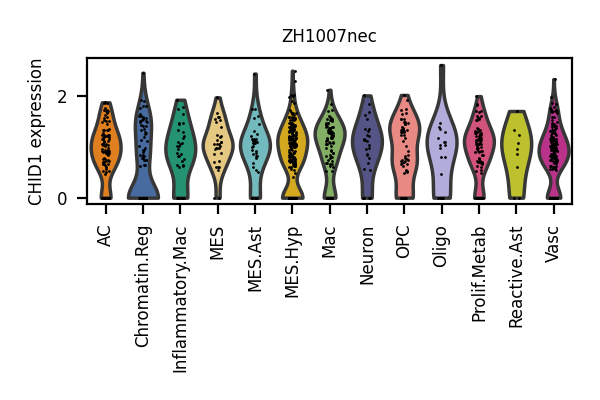 ZH1007nec
CHID1 expression
2
0
AC
Chromatin.Reg
Inflammatory.Mac
MES
MES.Ast
MES.Hyp
Mac
Neuron
OPC
Oligo
Prolif.Metab
Reactive.Ast
Vasc